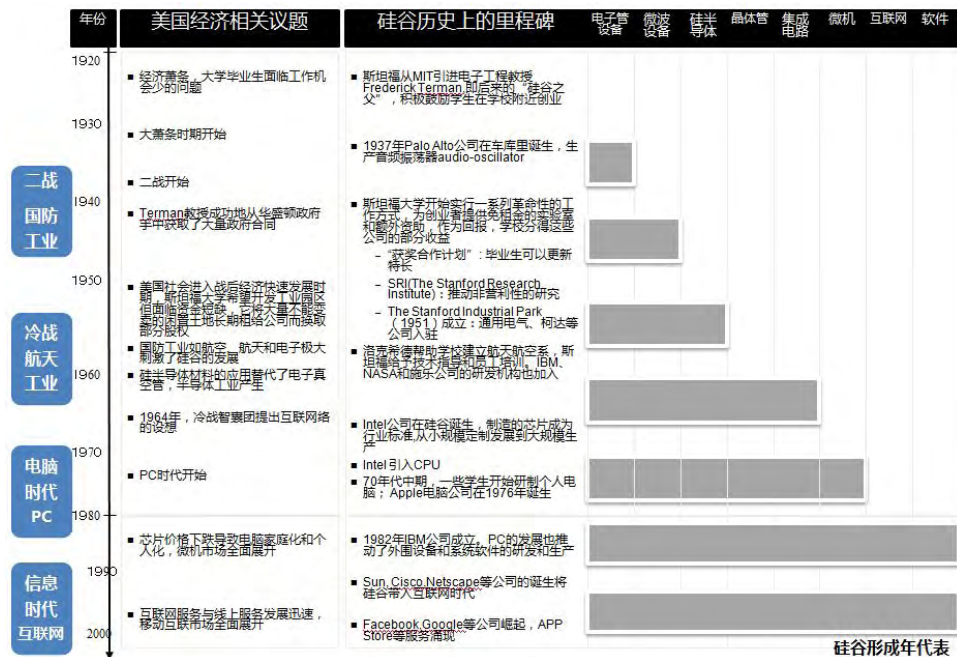 年份
美国经济相关议题
硅谷历史上的里程碑
电子管
设备
微波
设备
硅半
导体
晶体管
集成
电路
微机
互联网
软件
1920
■ 经济萧条，大学毕业生面临工作机
会少的问题
■ 斯坦福从MIT引进电子工程教授
Frederick Terman,即后来的“硅谷之
父”，积极鼓励学生在学校附近创业
1930
■ 大萧条时期开始
■ 1937年Palo Alto公司在车库里诞生，生
产音频振荡器audio-oscillator
二战
国防
工业
■ 二战开始
1940
■ Terman教授成功地从华盛顿政府
手中获取了大量政府合同
■ 斯坦福大学开始实行一系列革命性的工
作方式，为创业者提供免租金的实验室
和额外资助，作为回报，学校分得这些
公司的部分收益
– “获奖合作计划”：毕业生可以更新
特长
– SRI(The Stanford Research
Institute)：推动非营利性的研究
– The Stanford Industrial Park
（1951）成立：通用电气、柯达等
公司入驻
1950
■ 美国社会进入战后经济快速发展时
期，斯坦福大学希望开发工业园区
但面临资金短缺，它将大量不能变
卖的闲置土地长期租给公司而换取
部分股权
冷战
航天
工业
■ 国防工业如航空、航天和电子极大
刺激了硅谷的发展
■ 洛克希德帮助学校建立航天航空系，斯
坦福给予技术指导和员工培训。IBM、
NASA和施乐公司的研发机构也加入
1960
■ 硅半导体材料的应用替代了电子真
空管，半导体工业产生
■ 1964年，冷战智囊团提出互联网络
的设想
■ Intel公司在硅谷诞生，制造的芯片成为
行业标准,从小规模定制发展到大规模生
产
1970
电脑
时代
PC
■ PC时代开始
■ Intel 引入CPU
■ 70年代中期，一些学生开始研制个人电
脑；Apple电脑公司在1976年诞生
1980
■ 芯片价格下跌导致电脑家庭化和个
人化，微机市场全面展开
■ 1982年IBM公司成立。PC的发展也推
动了外围设备和系统软件的研发和生产
1990
信息
时代
互联网
■ Sun, Cisco,Netscape等公司的诞生将
硅谷带入互联网时代
■ 互联网服务与线上服务发展迅速，
移动互联市场全面展开
■ Facebook,Google等公司崛起，APP
Store等服务涌现
2000
硅谷形成年代表